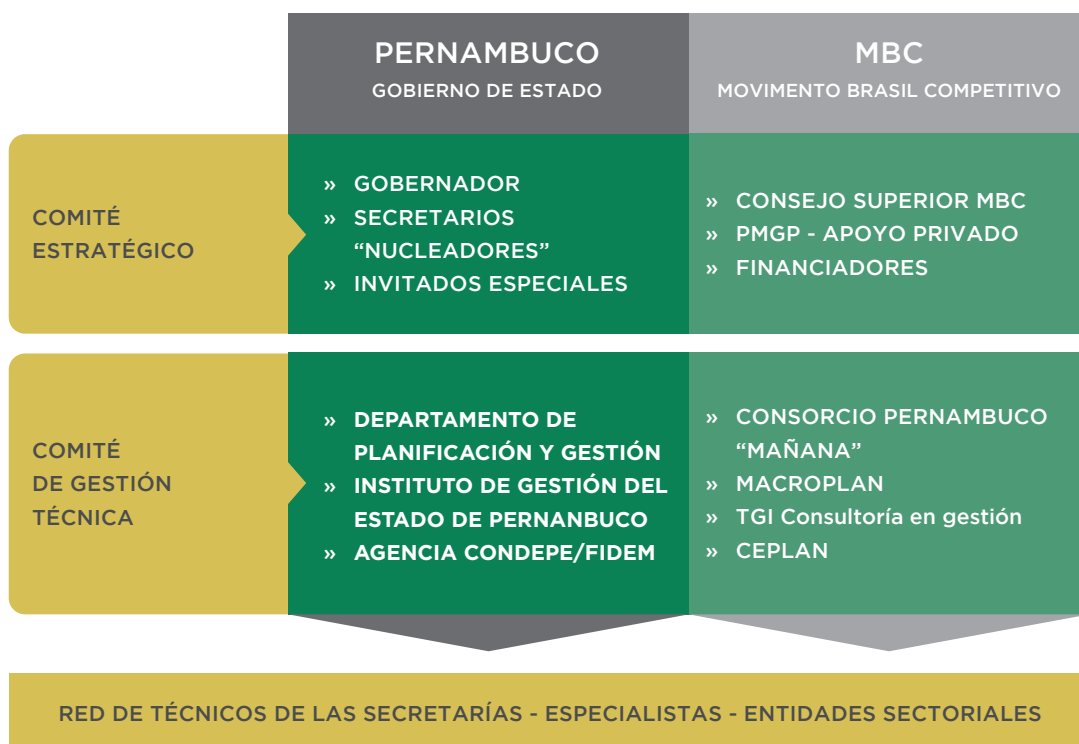 PERNAMBUCO
GOBIERNO DE ESTADO
MBC
MOVIMENTO BRASIL COMPETITIVO
COMITÉ
ESTRATÉGICO
» GOBERNADOR
» SECRETARIOS
“NUCLEADORES”
» INVITADOS ESPECIALES
» CONSEJO SUPERIOR MBC
» PMGP - APOYO PRIVADO
» FINANCIADORES
COMITÉ
DE GESTIÓN
TÉCNICA
» DEPARTAMENTO DE
PLANIFICACIÓN Y GESTIÓN
» INSTITUTO DE GESTIÓN DEL
ESTADO DE PERNANBUCO
» AGENCIA CONDEPE/FIDEM
» CONSORCIO PERNAMBUCO
“MAÑANA”
» MACROPLAN
» TGI Consultoría en gestión
» CEPLAN
RED DE TÉCNICOS DE LAS SECRETARÍAS - ESPECIALISTAS - ENTIDADES SECTORIALES